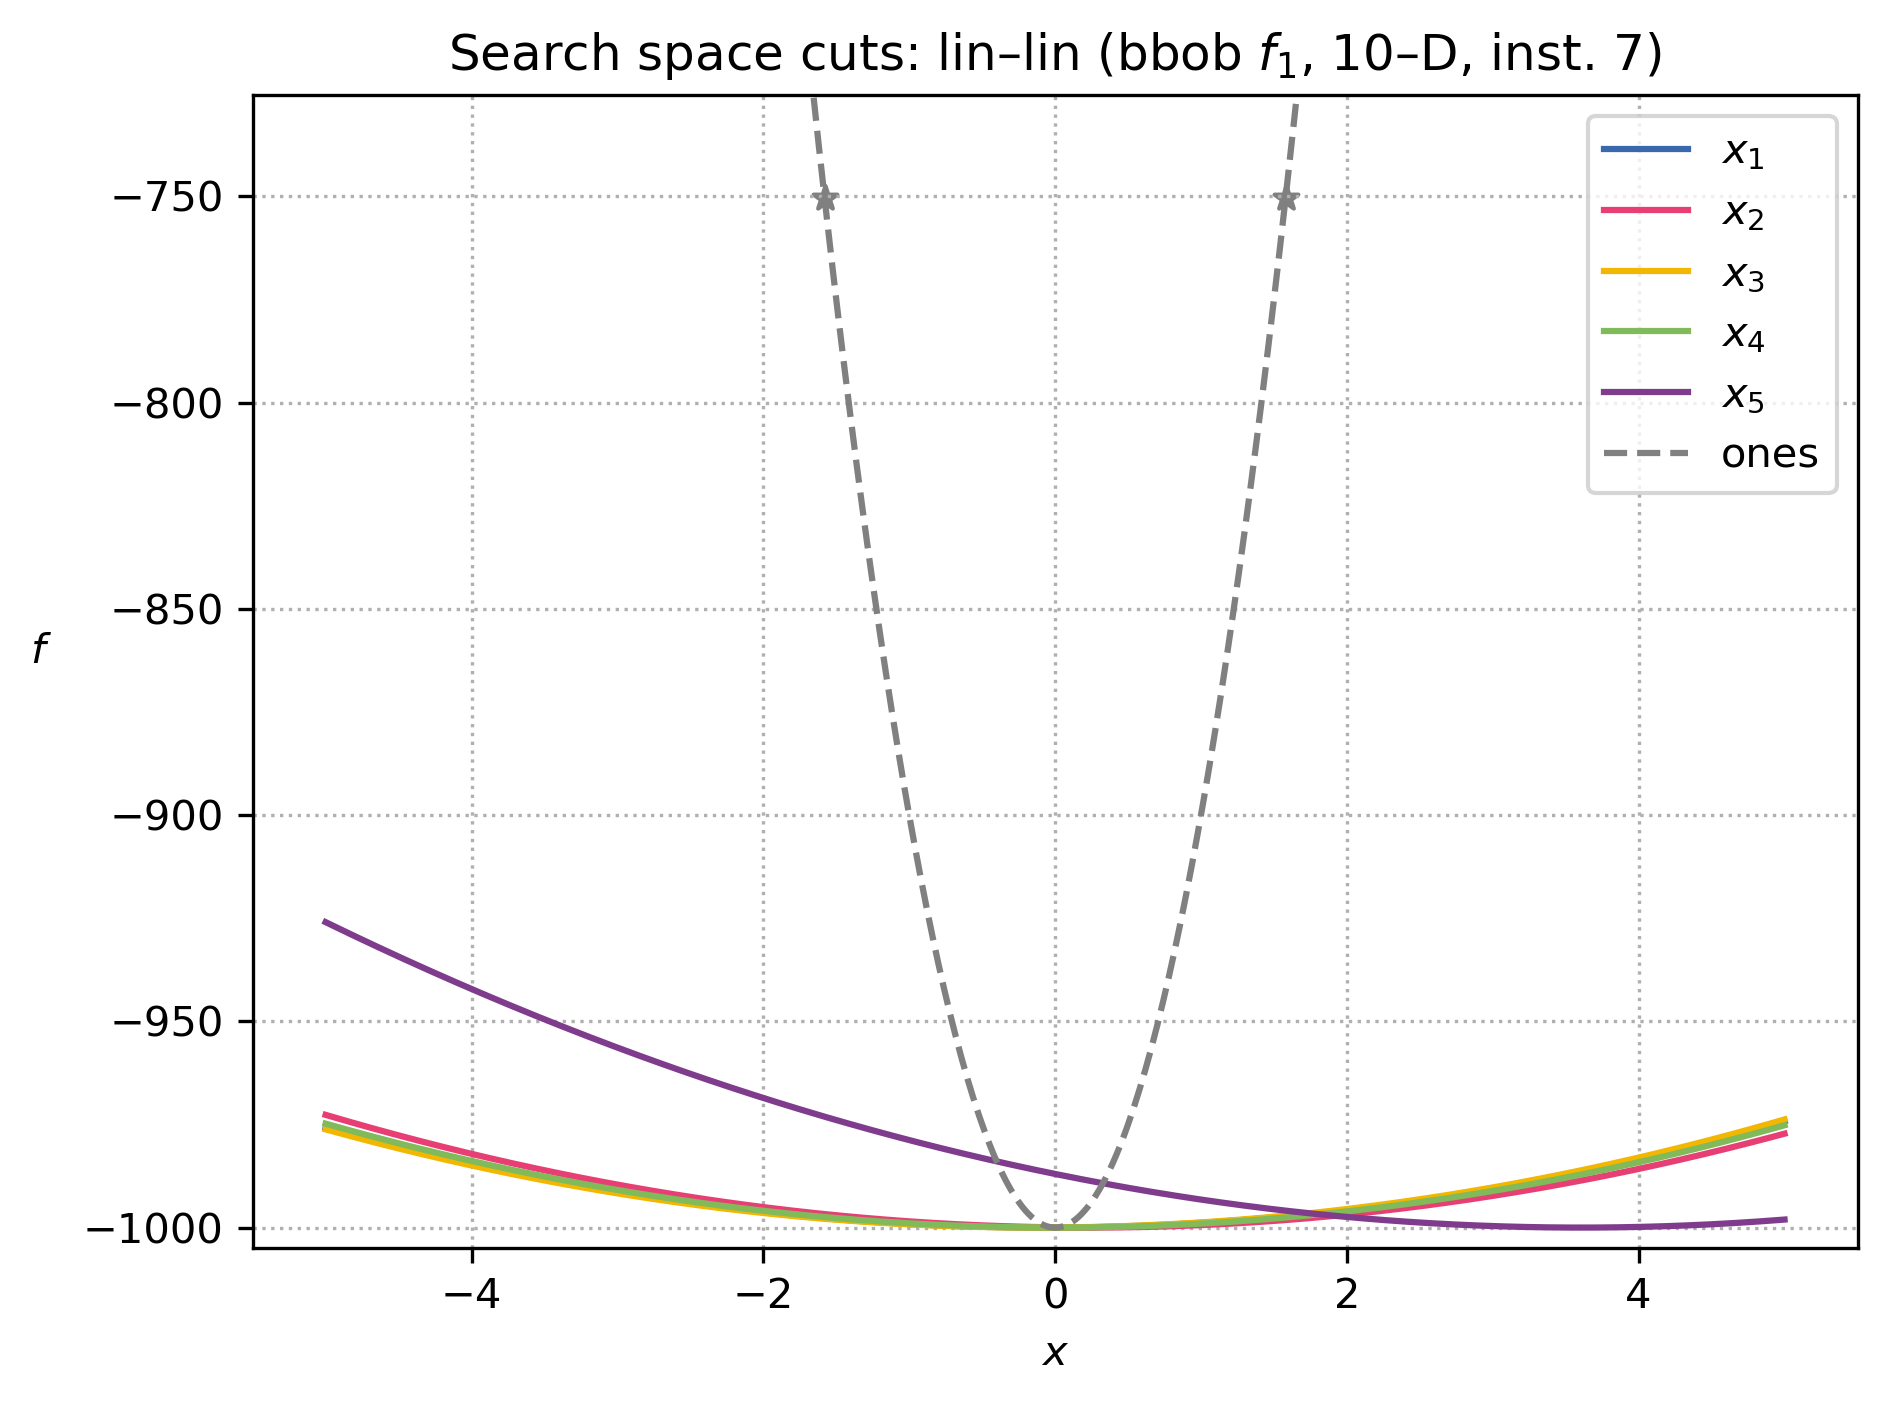 Search space cuts: lin–lin (bbob f₁, 10–D, inst. 7)
x₁
x₂
x₃
x₄
x₅
ones
−750
−800
−850
−900
−950
−1000
f
−4
−2
0
2
4
x